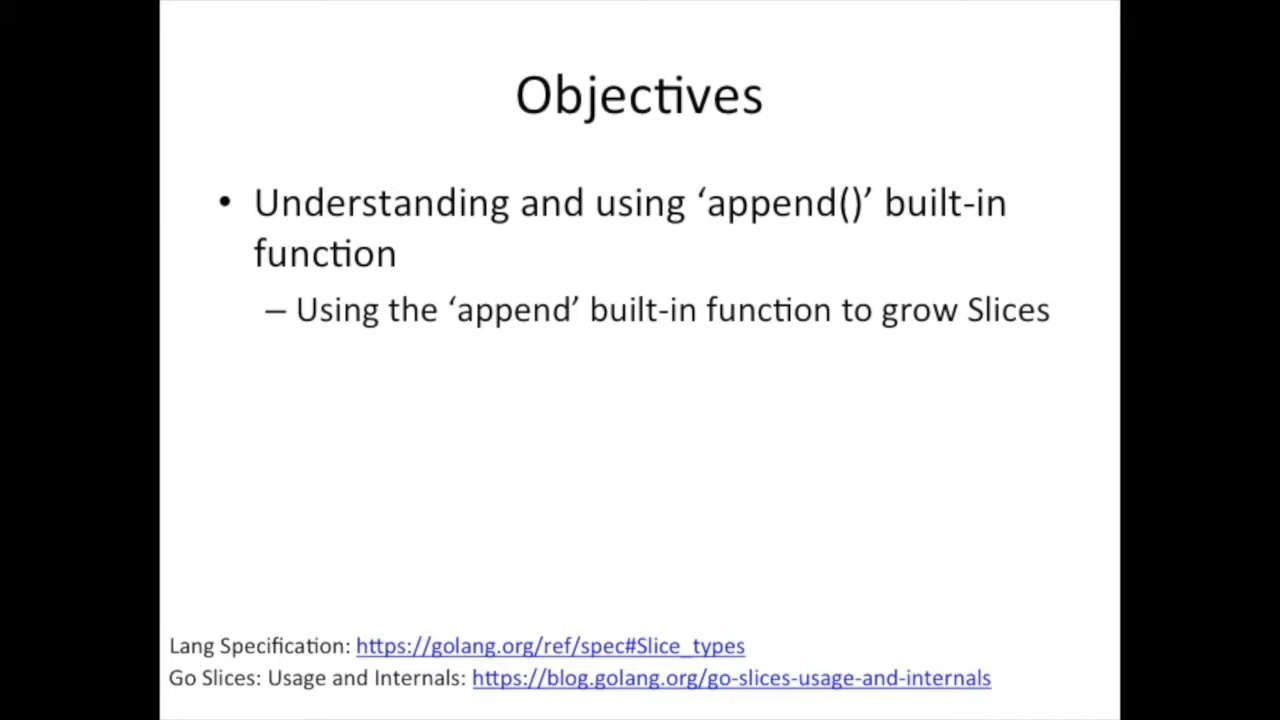 Objectives
• Understanding and using ‘append()’ built-in
function
– Using the ‘append’ built-in function to grow Slices
Lang Specification: https://golang.org/ref/spec#Slice_types
Go Slices: Usage and Internals: https://blog.golang.org/go-slices-usage-and-internals